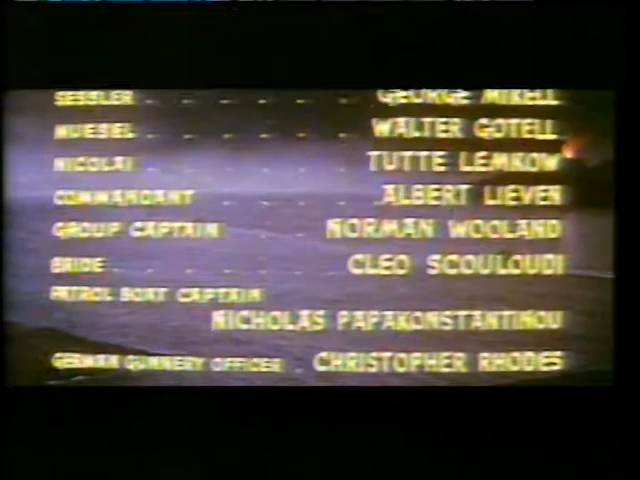 SESSLER . . . . . . GEORGE MIKELL
MUESEL . . . . . . WALTER GOTELL
NICOLAI . . . . . . TUTTE LEMKOW
COMMANDANT . . . . ALBERT LIEVEN
GROUP CAPTAIN . . . NORMAN WOOLAND
BRIDE . . . . . . CLEO SCOULOUDI
PATROL BOAT CAPTAIN
NICHOLAS PAPAKONSTANTINOU
GERMAN GUNNERY OFFICER . CHRISTOPHER RHODES